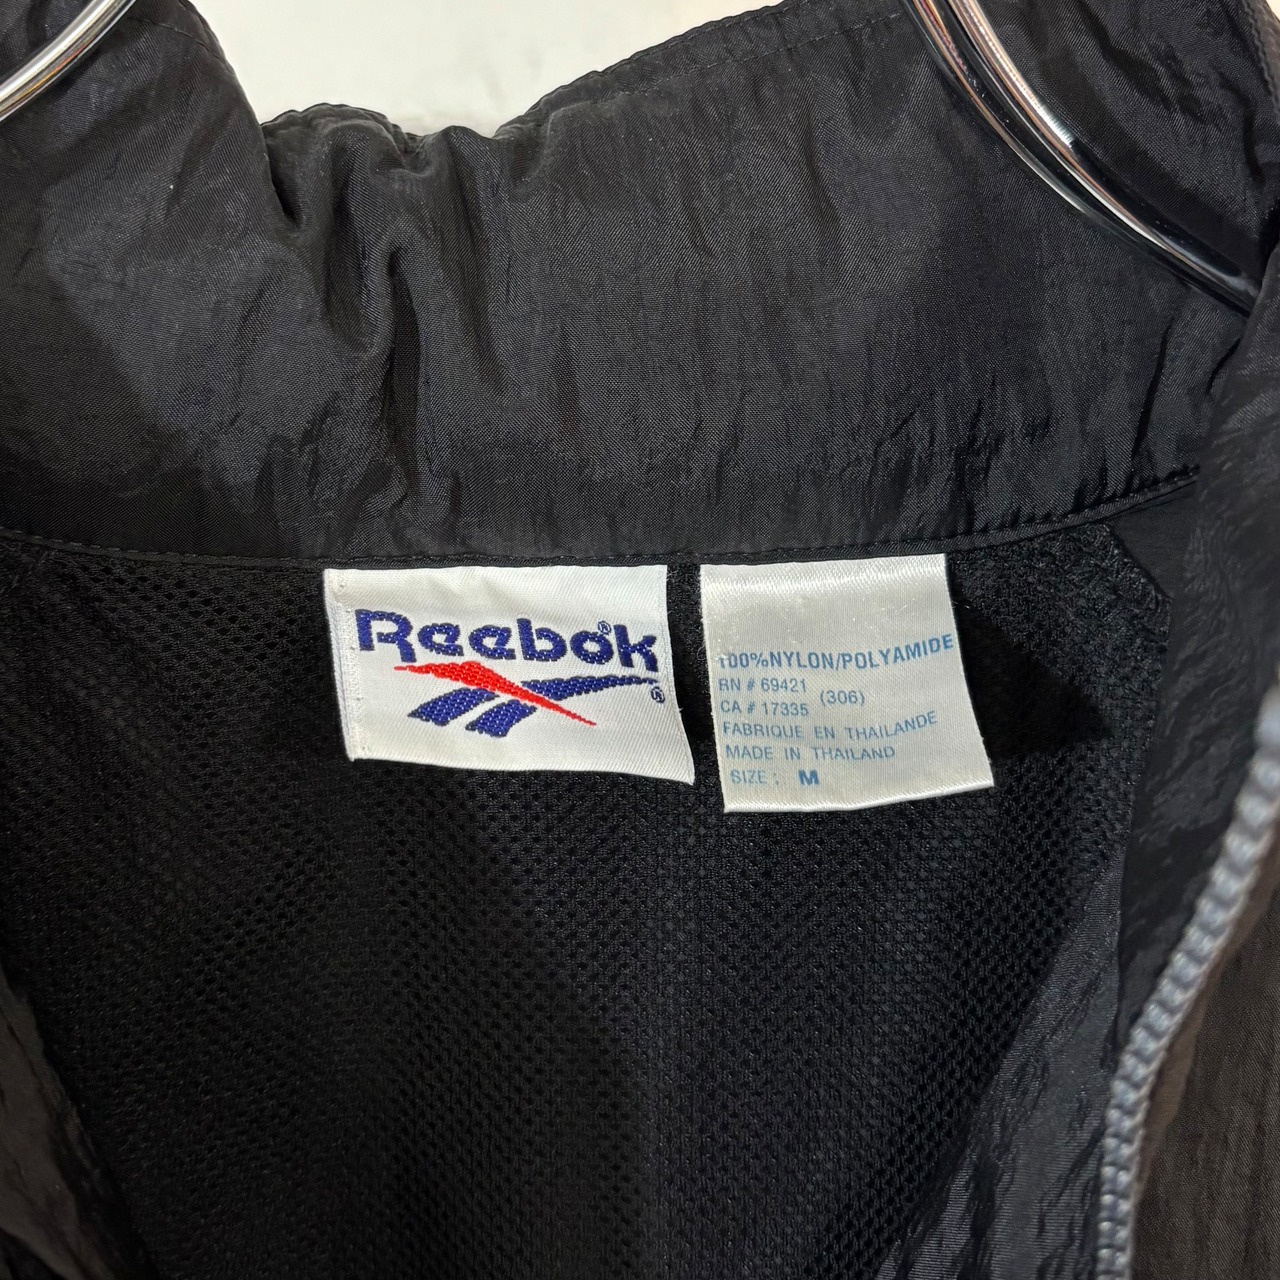 Reebok®
®
100%NYLON/POLYAMIDE
RN # 69421 (306)
CA # 17335
FABRIQUE EN THAILANDE
MADE IN THAILAND
SIZE : M